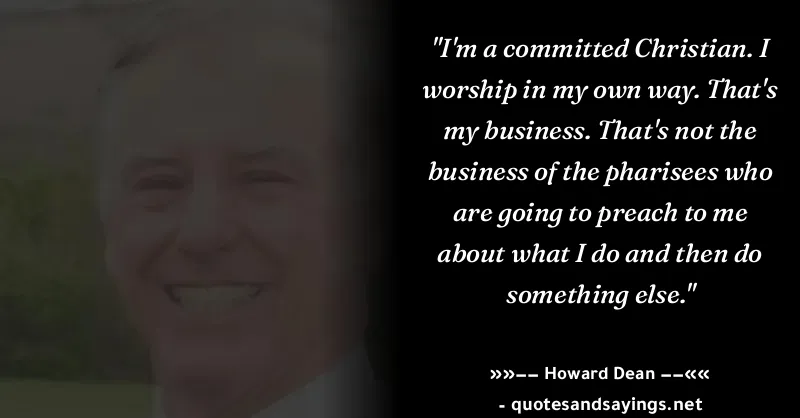 "I'm a committed Christian. I
worship in my own way. That's
my business. That's not the
business of the pharisees who
are going to preach to me
about what I do and then do
something else."
»»−− Howard Dean −−««
- quotesandsayings.net